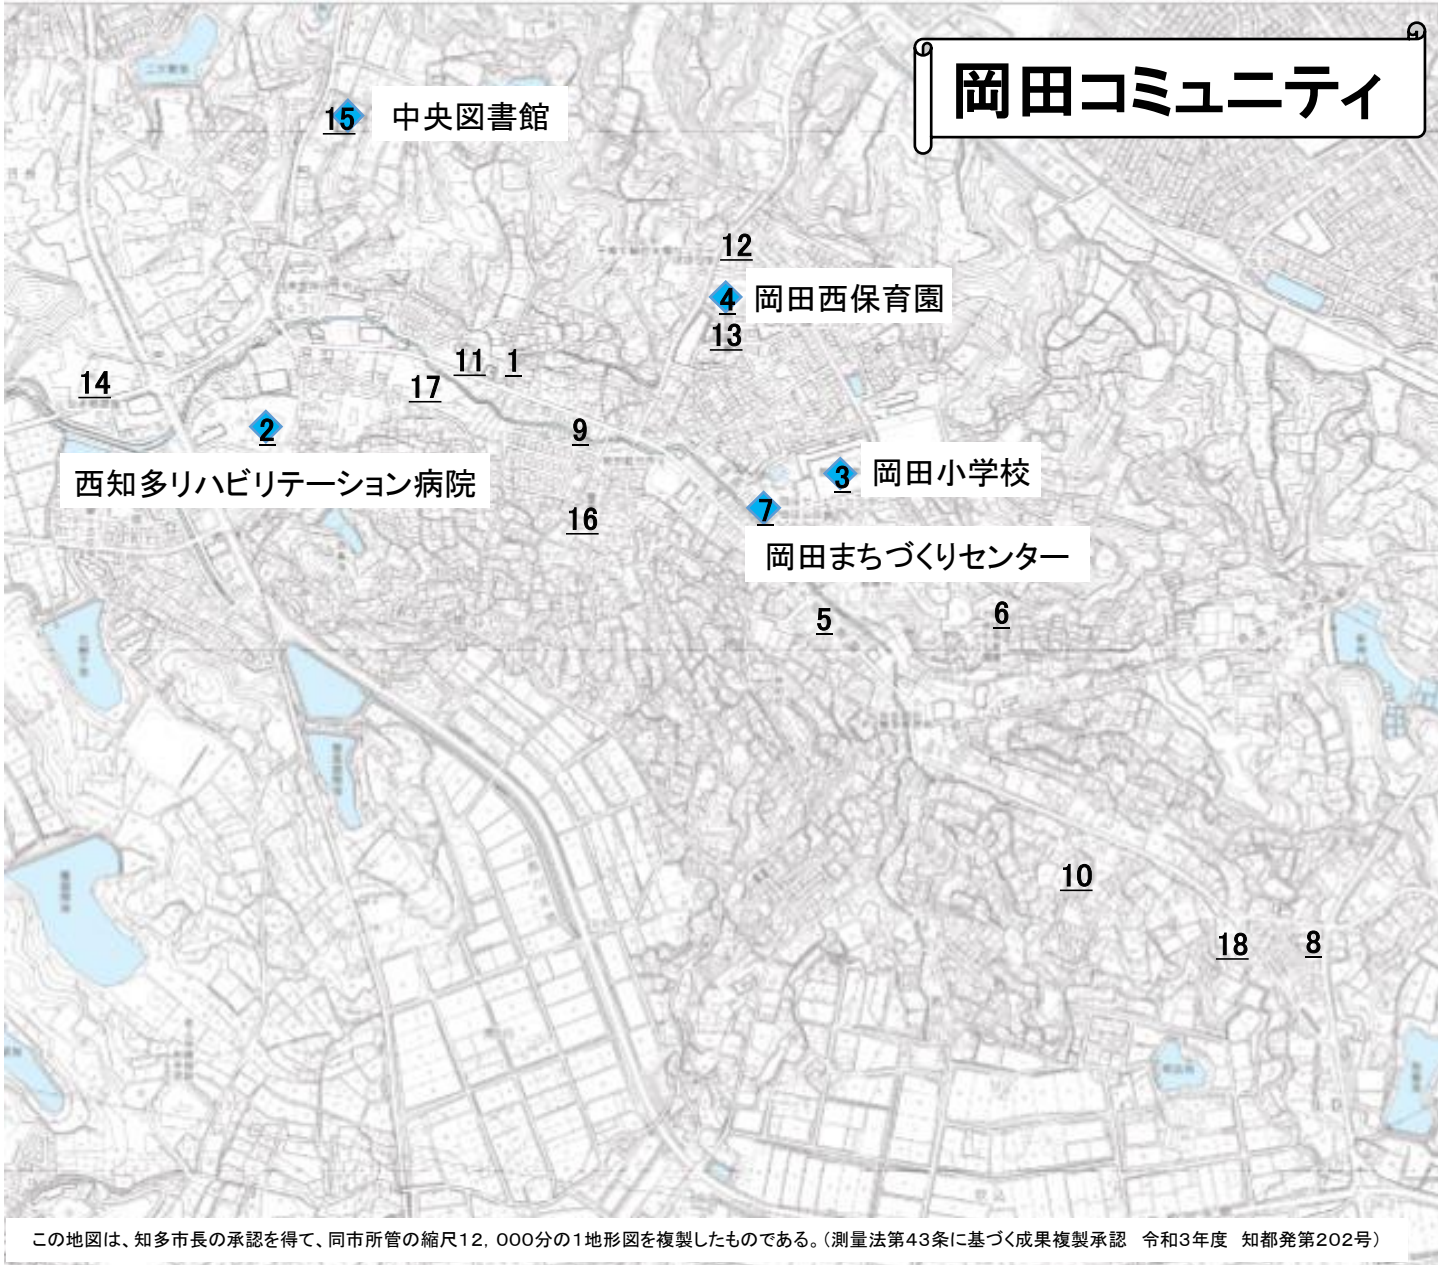 岡田コミュニティ
15 中央図書館
12
4 岡田西保育園
13
11
1
17
14
2
9
西知多リハビリテーション病院
3 岡田小学校
7
16
岡田まちづくりセンター
5
6
10
18
8
この地図は、知多市長の承認を得て、同市所管の縮尺12，000分の1地形図を複製したものである。（測量法第43条に基づく成果複製承認　令和3年度　知都発第202号）